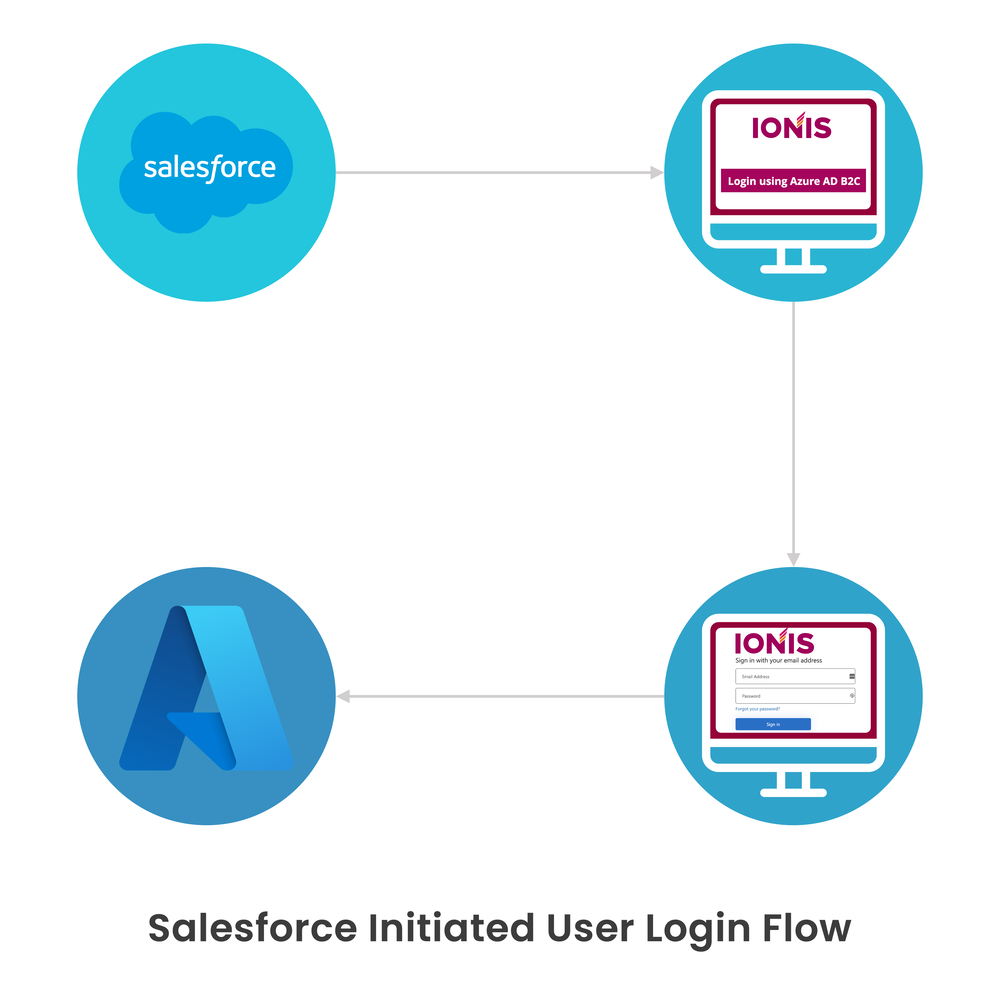 salesforce
IONIS
Login using Azure AD B2C
IONIS
Sign in with your email address
Email Address
Password
Forgot your password?
Sign in
Salesforce Initiated User Login Flow